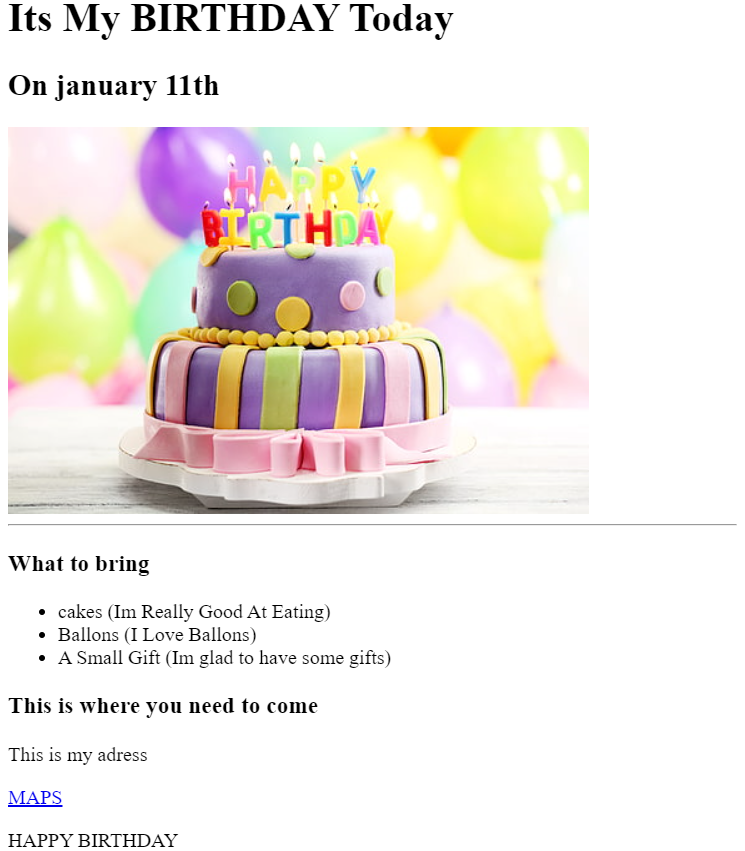 Its My BIRTHDAY Today
On january 11th
HAPPY
BIRTHDAY
What to bring
cakes (Im Really Good At Eating)
Ballons (I Love Ballons)
A Small Gift (Im glad to have some gifts)
This is where you need to come
This is my adress
MAPS
HAPPY BIRTHDAY